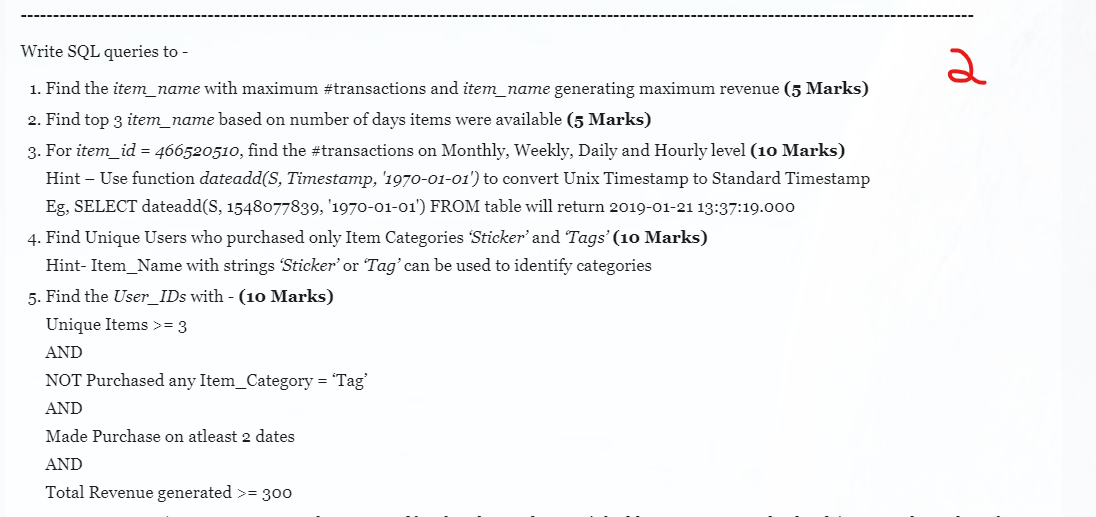 Write SQL queries to -
2
1. Find the item_name with maximum #transactions and item_name generating maximum revenue (5 Marks)
2. Find top 3 item_name based on number of days items were available (5 Marks)
3. For item_id = 466520510, find the #transactions on Monthly, Weekly, Daily and Hourly level (10 Marks)
Hint – Use function dateadd(S, Timestamp, '1970-01-01') to convert Unix Timestamp to Standard Timestamp
Eg, SELECT dateadd(S, 1548077839, '1970-01-01') FROM table will return 2019-01-21 13:37:19.000
4. Find Unique Users who purchased only Item Categories ‘Sticker’ and ‘Tags’ (10 Marks)
Hint- Item_Name with strings ‘Sticker’ or ‘Tag’ can be used to identify categories
5. Find the User_IDs with - (10 Marks)
Unique Items >= 3
AND
NOT Purchased any Item_Category = ‘Tag’
AND
Made Purchase on atleast 2 dates
AND
Total Revenue generated >= 300